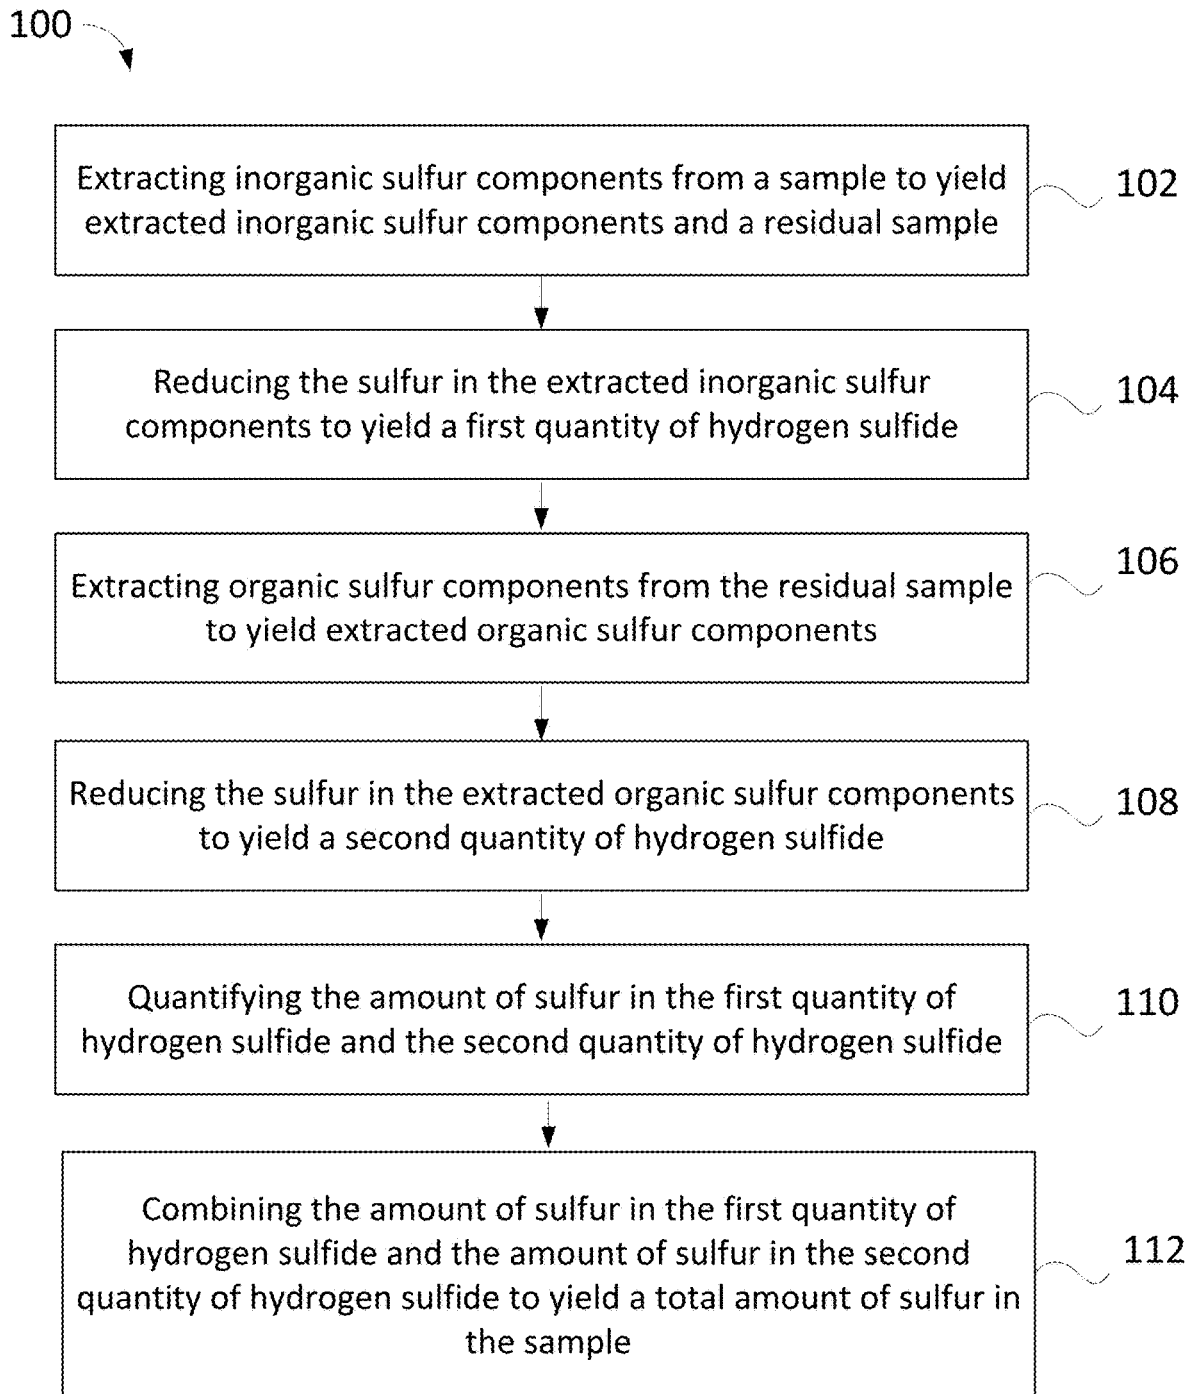 100
Extracting inorganic sulfur components from a sample to yield
extracted inorganic sulfur components and a residual sample
102
Reducing the sulfur in the extracted inorganic sulfur
components to yield a first quantity of hydrogen sulfide
104
Extracting organic sulfur components from the residual sample
to yield extracted organic sulfur components
106
Reducing the sulfur in the extracted organic sulfur components
to yield a second quantity of hydrogen sulfide
108
Quantifying the amount of sulfur in the first quantity of
hydrogen sulfide and the second quantity of hydrogen sulfide
110
Combining the amount of sulfur in the first quantity of
hydrogen sulfide and the amount of sulfur in the second
quantity of hydrogen sulfide to yield a total amount of sulfur in
the sample
112